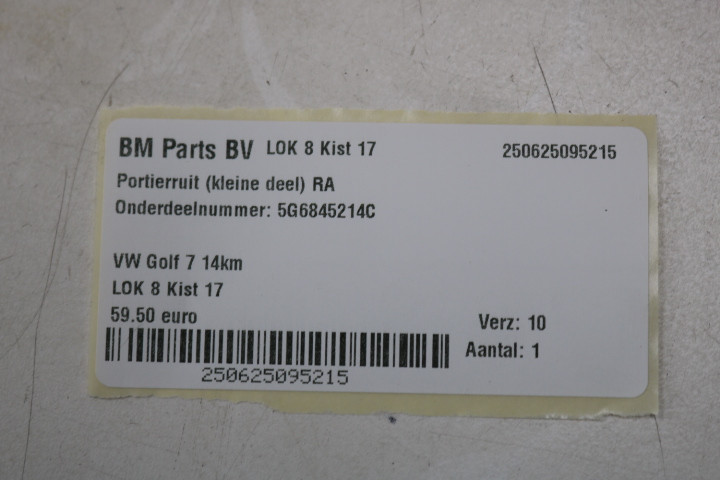 BM Parts BV LOK 8 Kist 17 250625095215
Portierruit (kleine deel) RA
Onderdeelnummer: 5G6845214C
VW Golf 7 14km
LOK 8 Kist 17
59.50 euro
Verz: 10
Aantal: 1
250625095215